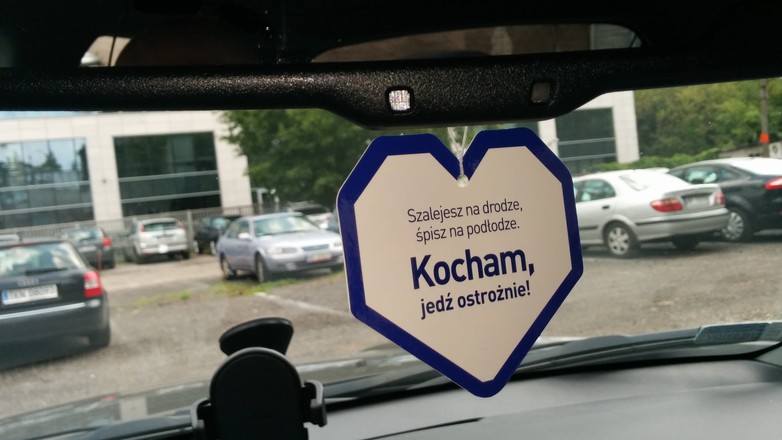 Szalejesz na drodze,
śpisz na podłodze.
Kocham,
jedź ostrożnie!